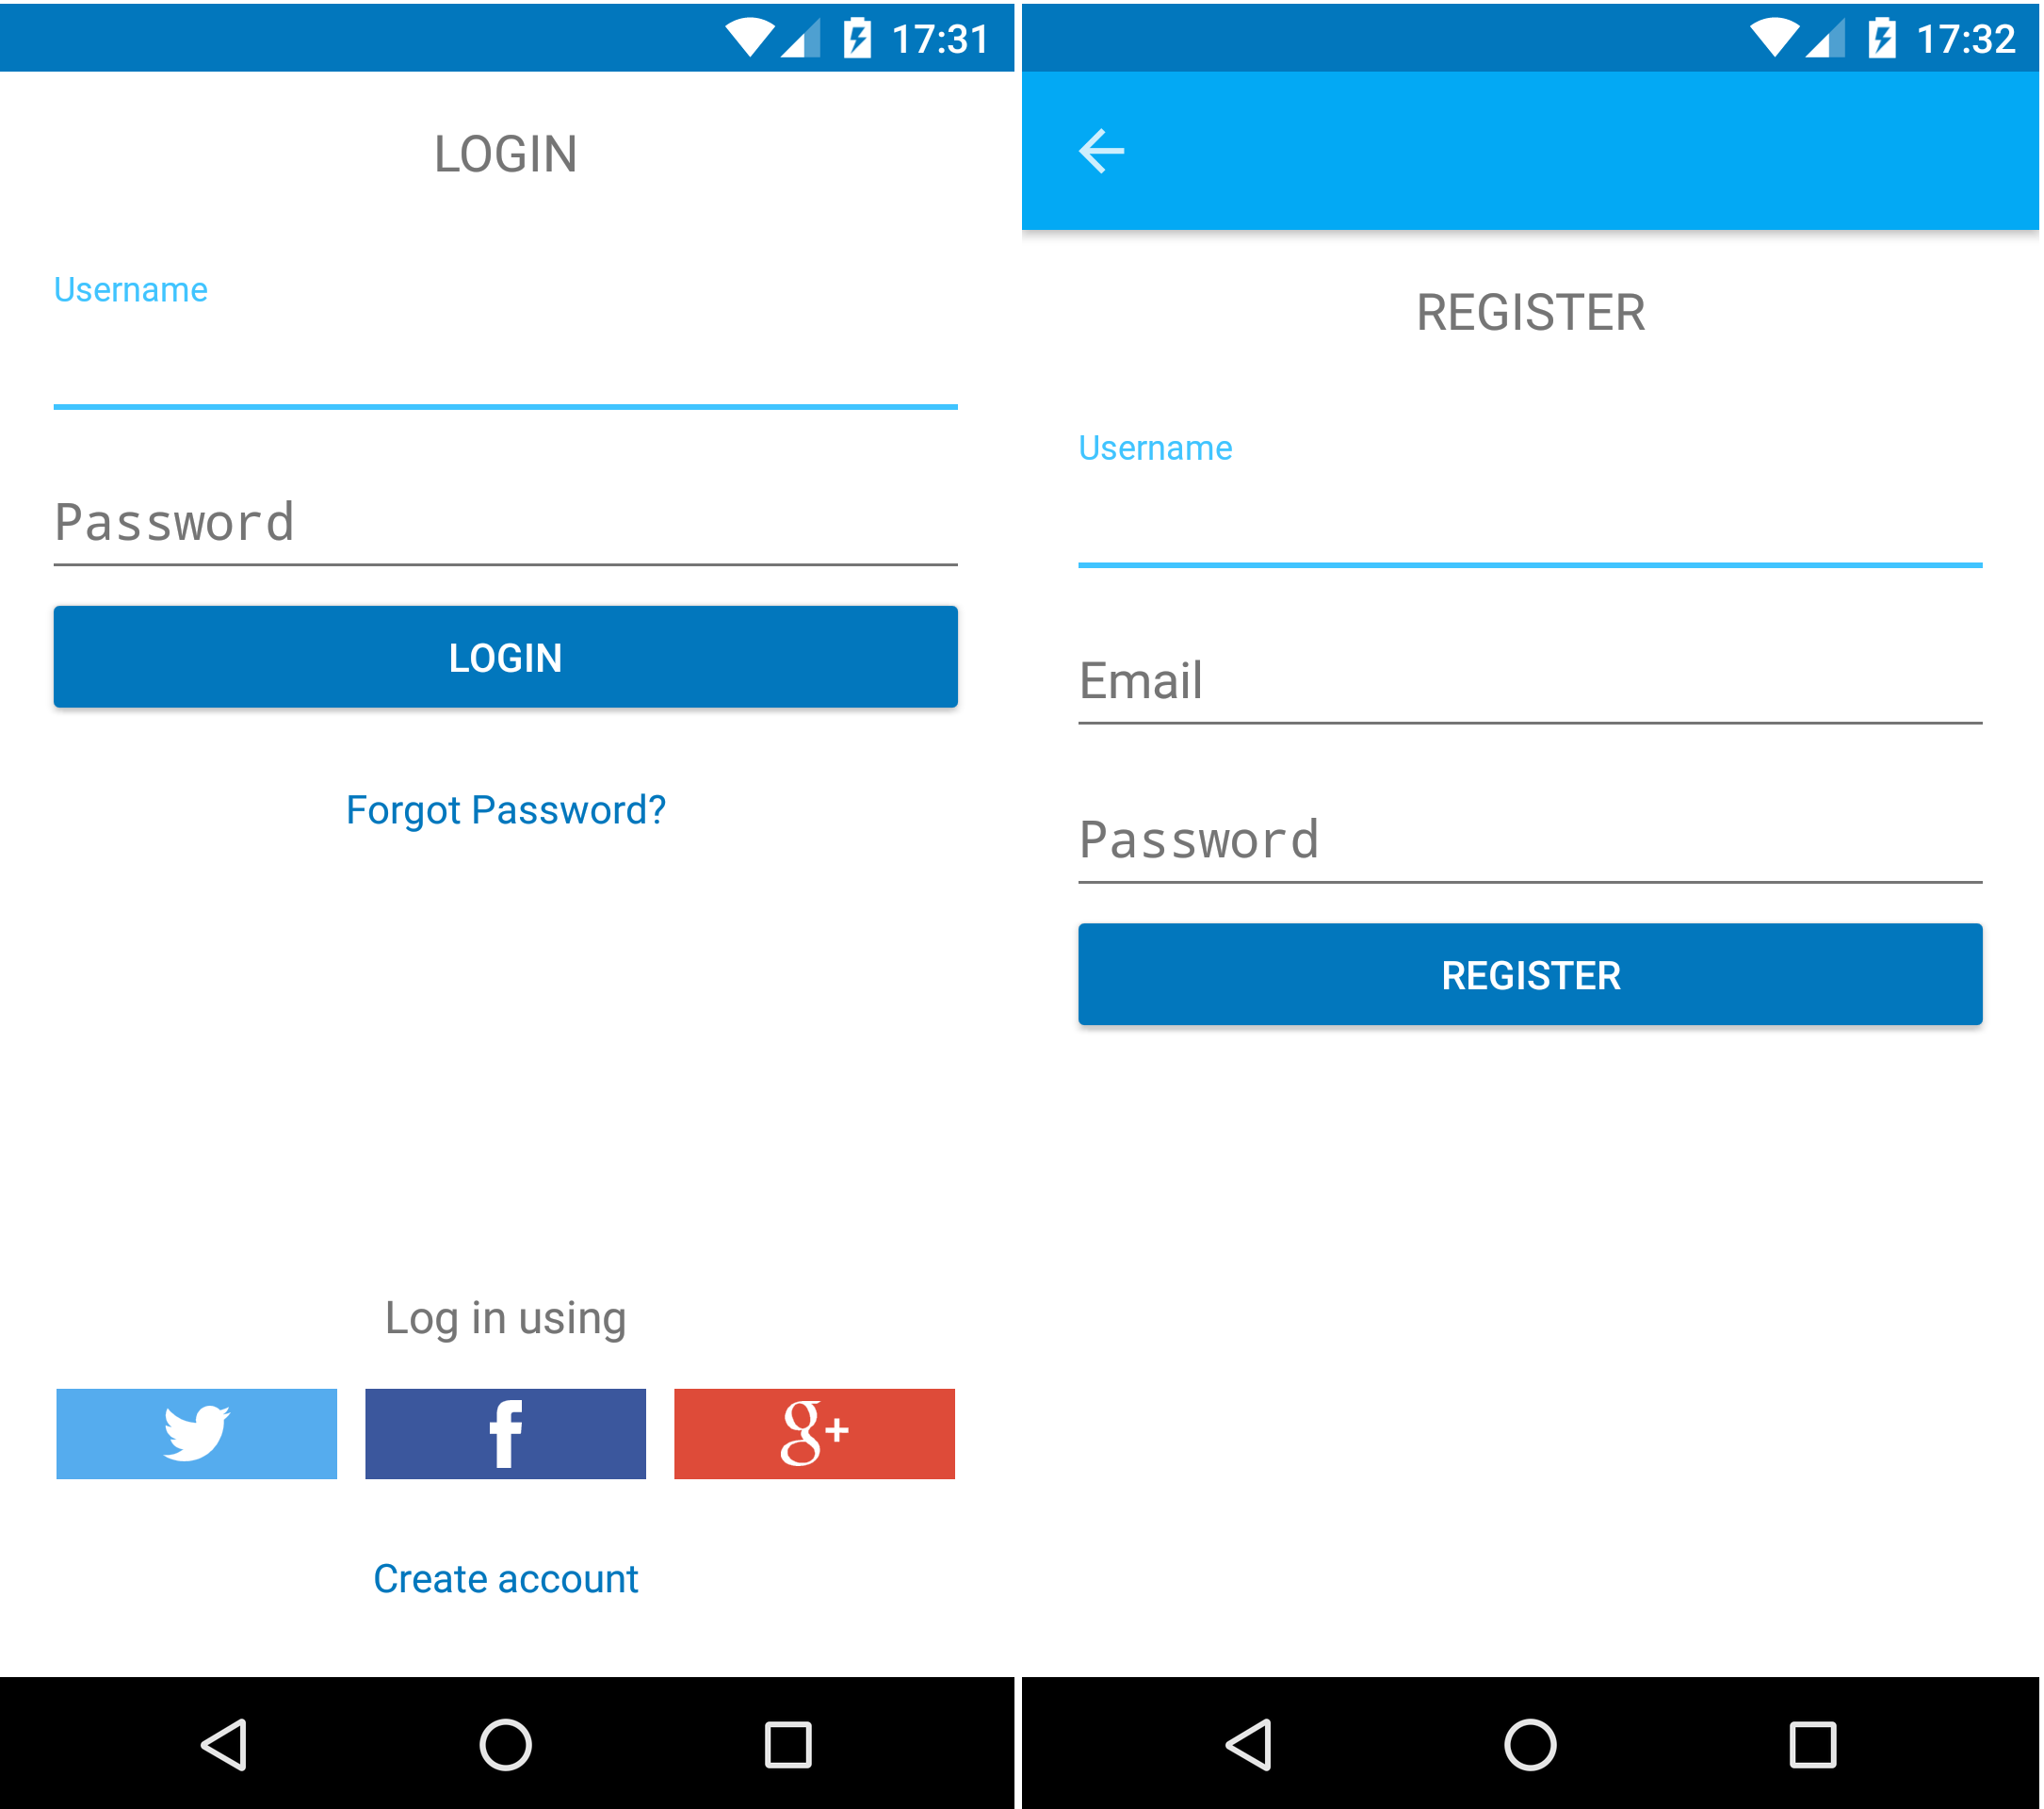 17:31
LOGIN
Username
Password
LOGIN
Forgot Password?
Log in using
f
g+
Create account
17:32
REGISTER
Username
Email
Password
REGISTER